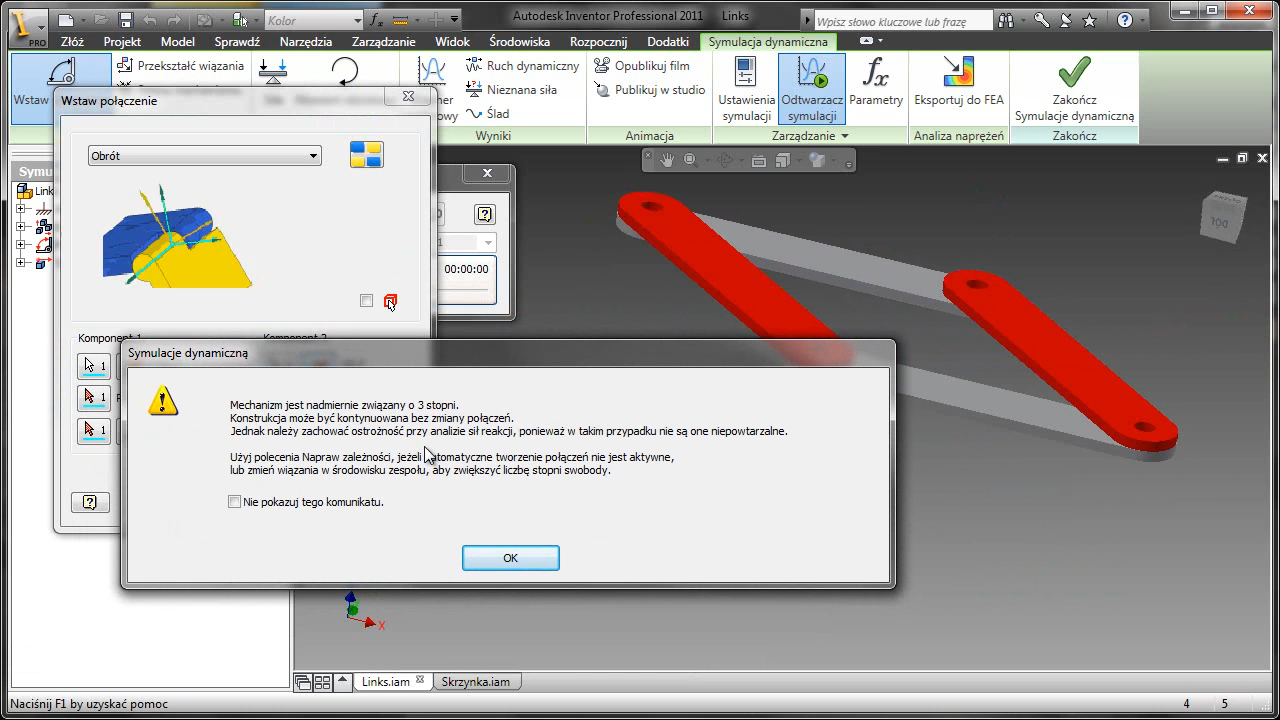 Kolor
Autodesk Inventor Professional 2011 Links
Wpisz słowo kluczowe lub frazę
PRO
Złóż Projekt Model Sprawdź Narzędzia Zarządzanie Widok Środowiska Rozpocznij Dodatki Symulacja dynamiczna
Wstaw
Przekształć wiązania
Ruch dynamiczny
Nieznana siła
Ślad
Wyniki
Opublikuj film
Publikuj w studio
Animacja
Ustawienia symulacji
Odtwarzacz symulacji
Parametry
Zarządzanie
Eksportuj do FEA
Analiza naprężeń
Zakończ
Symulacje dynamiczną
Zakończ
Wstaw połączenie
Obrót
1
00:00:00
Komponent 1
1
1
1
Symulacje dynamiczną
Mechanizm jest nadmiernie związany o 3 stopni.
Konstrukcja może być kontynuowana bez zmiany połączeń.
Jednak należy zachować ostrożność przy analizie sił reakcji, ponieważ w takim przypadku nie są one niepowtarzalne.
Użyj polecenia Napraw zależności, jeżeli automatyczne tworzenie połączeń nie jest aktywne,
lub zmień wiązania w środowisku zespołu, aby zwiększyć liczbę stopni swobody.
Nie pokazuj tego komunikatu.
OK
X
Links.iam Skrzynka.iam
Naciśnij F1 by uzyskać pomoc 4 5